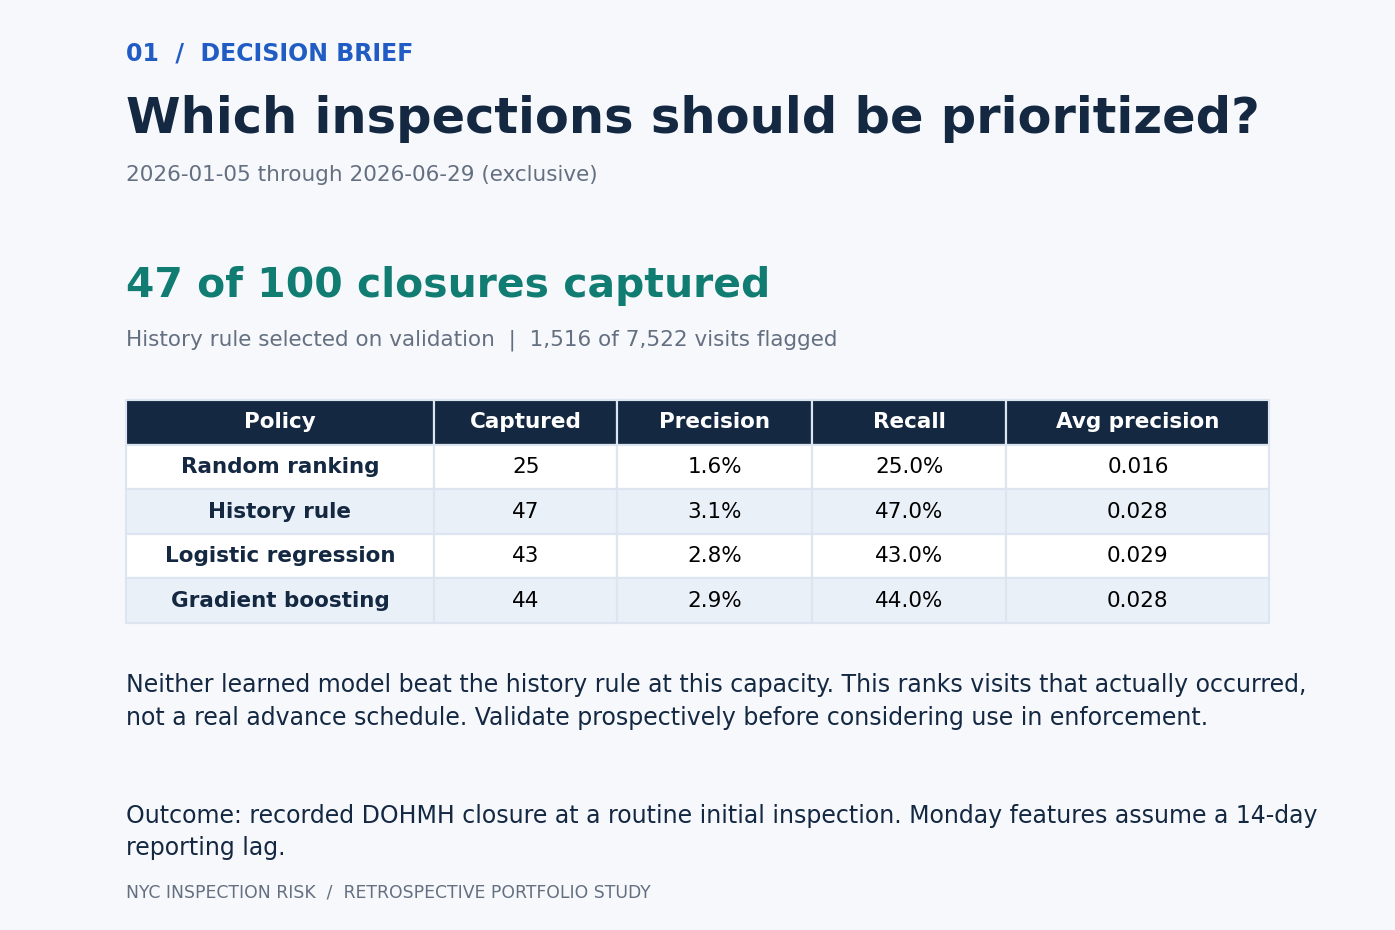 01 / DECISION BRIEF
Which inspections should be prioritized?
2026-01-05 through 2026-06-29 (exclusive)
47 of 100 closures captured
History rule selected on validation | 1,516 of 7,522 visits flagged
Policy Captured Precision Recall Avg precision
Random ranking 25 1.6% 25.0% 0.016
History rule 47 3.1% 47.0% 0.028
Logistic regression 43 2.8% 43.0% 0.029
Gradient boosting 44 2.9% 44.0% 0.028
Neither learned model beat the history rule at this capacity. This ranks visits that actually occurred,
not a real advance schedule. Validate prospectively before considering use in enforcement.
Outcome: recorded DOHMH closure at a routine initial inspection. Monday features assume a 14-day
reporting lag.
NYC INSPECTION RISK / RETROSPECTIVE PORTFOLIO STUDY